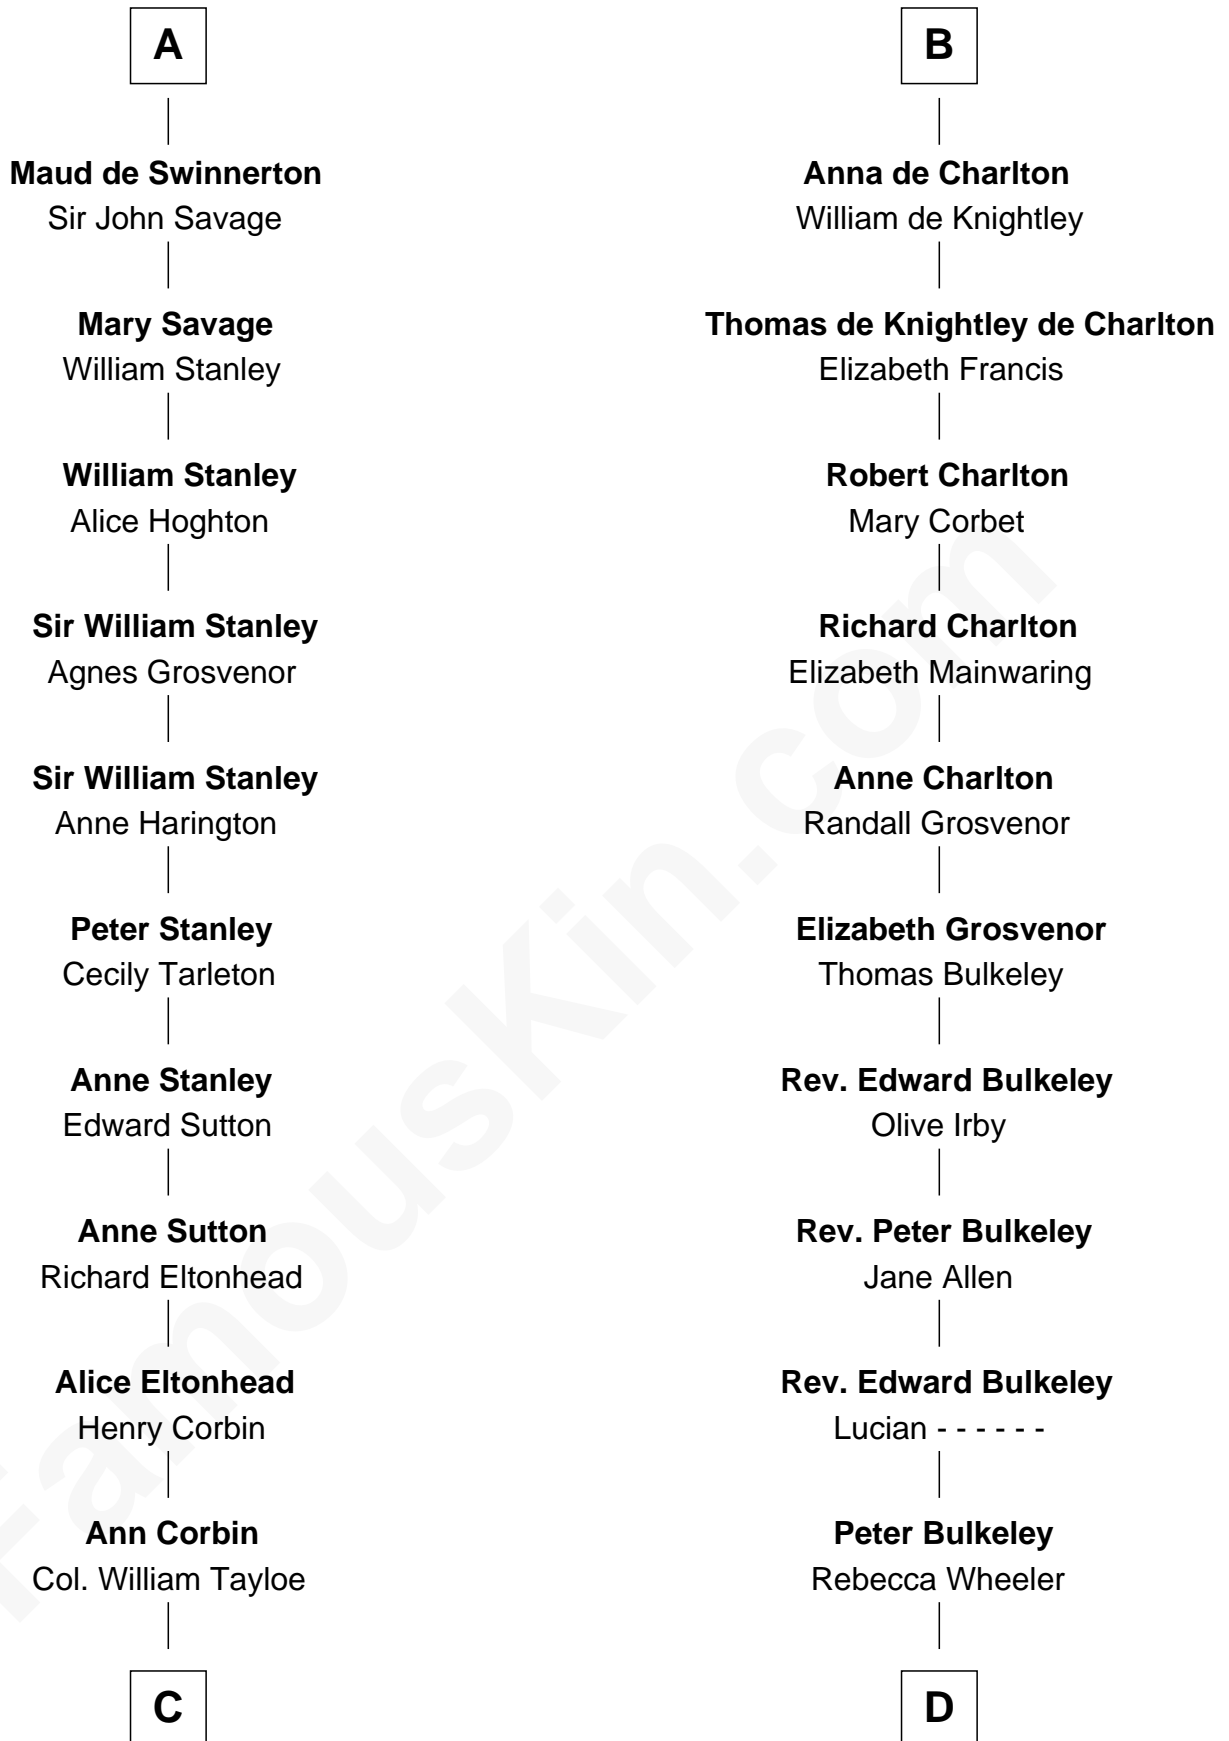 A
Maud de Swinnerton
Sir John Savage
Mary Savage
William Stanley
William Stanley
Alice Hoghton
Sir William Stanley
Agnes Grosvenor
Sir William Stanley
Anne Harington
Peter Stanley
Cecily Tarleton
Anne Stanley
Edward Sutton
Anne Sutton
Richard Eltonhead
Alice Eltonhead
Henry Corbin
Ann Corbin
Col. William Tayloe
C
B
Anna de Charlton
William de Knightley
Thomas de Knightley de Charlton
Elizabeth Francis
Robert Charlton
Mary Corbet
Richard Charlton
Elizabeth Mainwaring
Anne Charlton
Randall Grosvenor
Elizabeth Grosvenor
Thomas Bulkeley
Rev. Edward Bulkeley
Olive Irby
Rev. Peter Bulkeley
Jane Allen
Rev. Edward Bulkeley
Lucian - - - - - -
Peter Bulkeley
Rebecca Wheeler
D
FamousKin.com